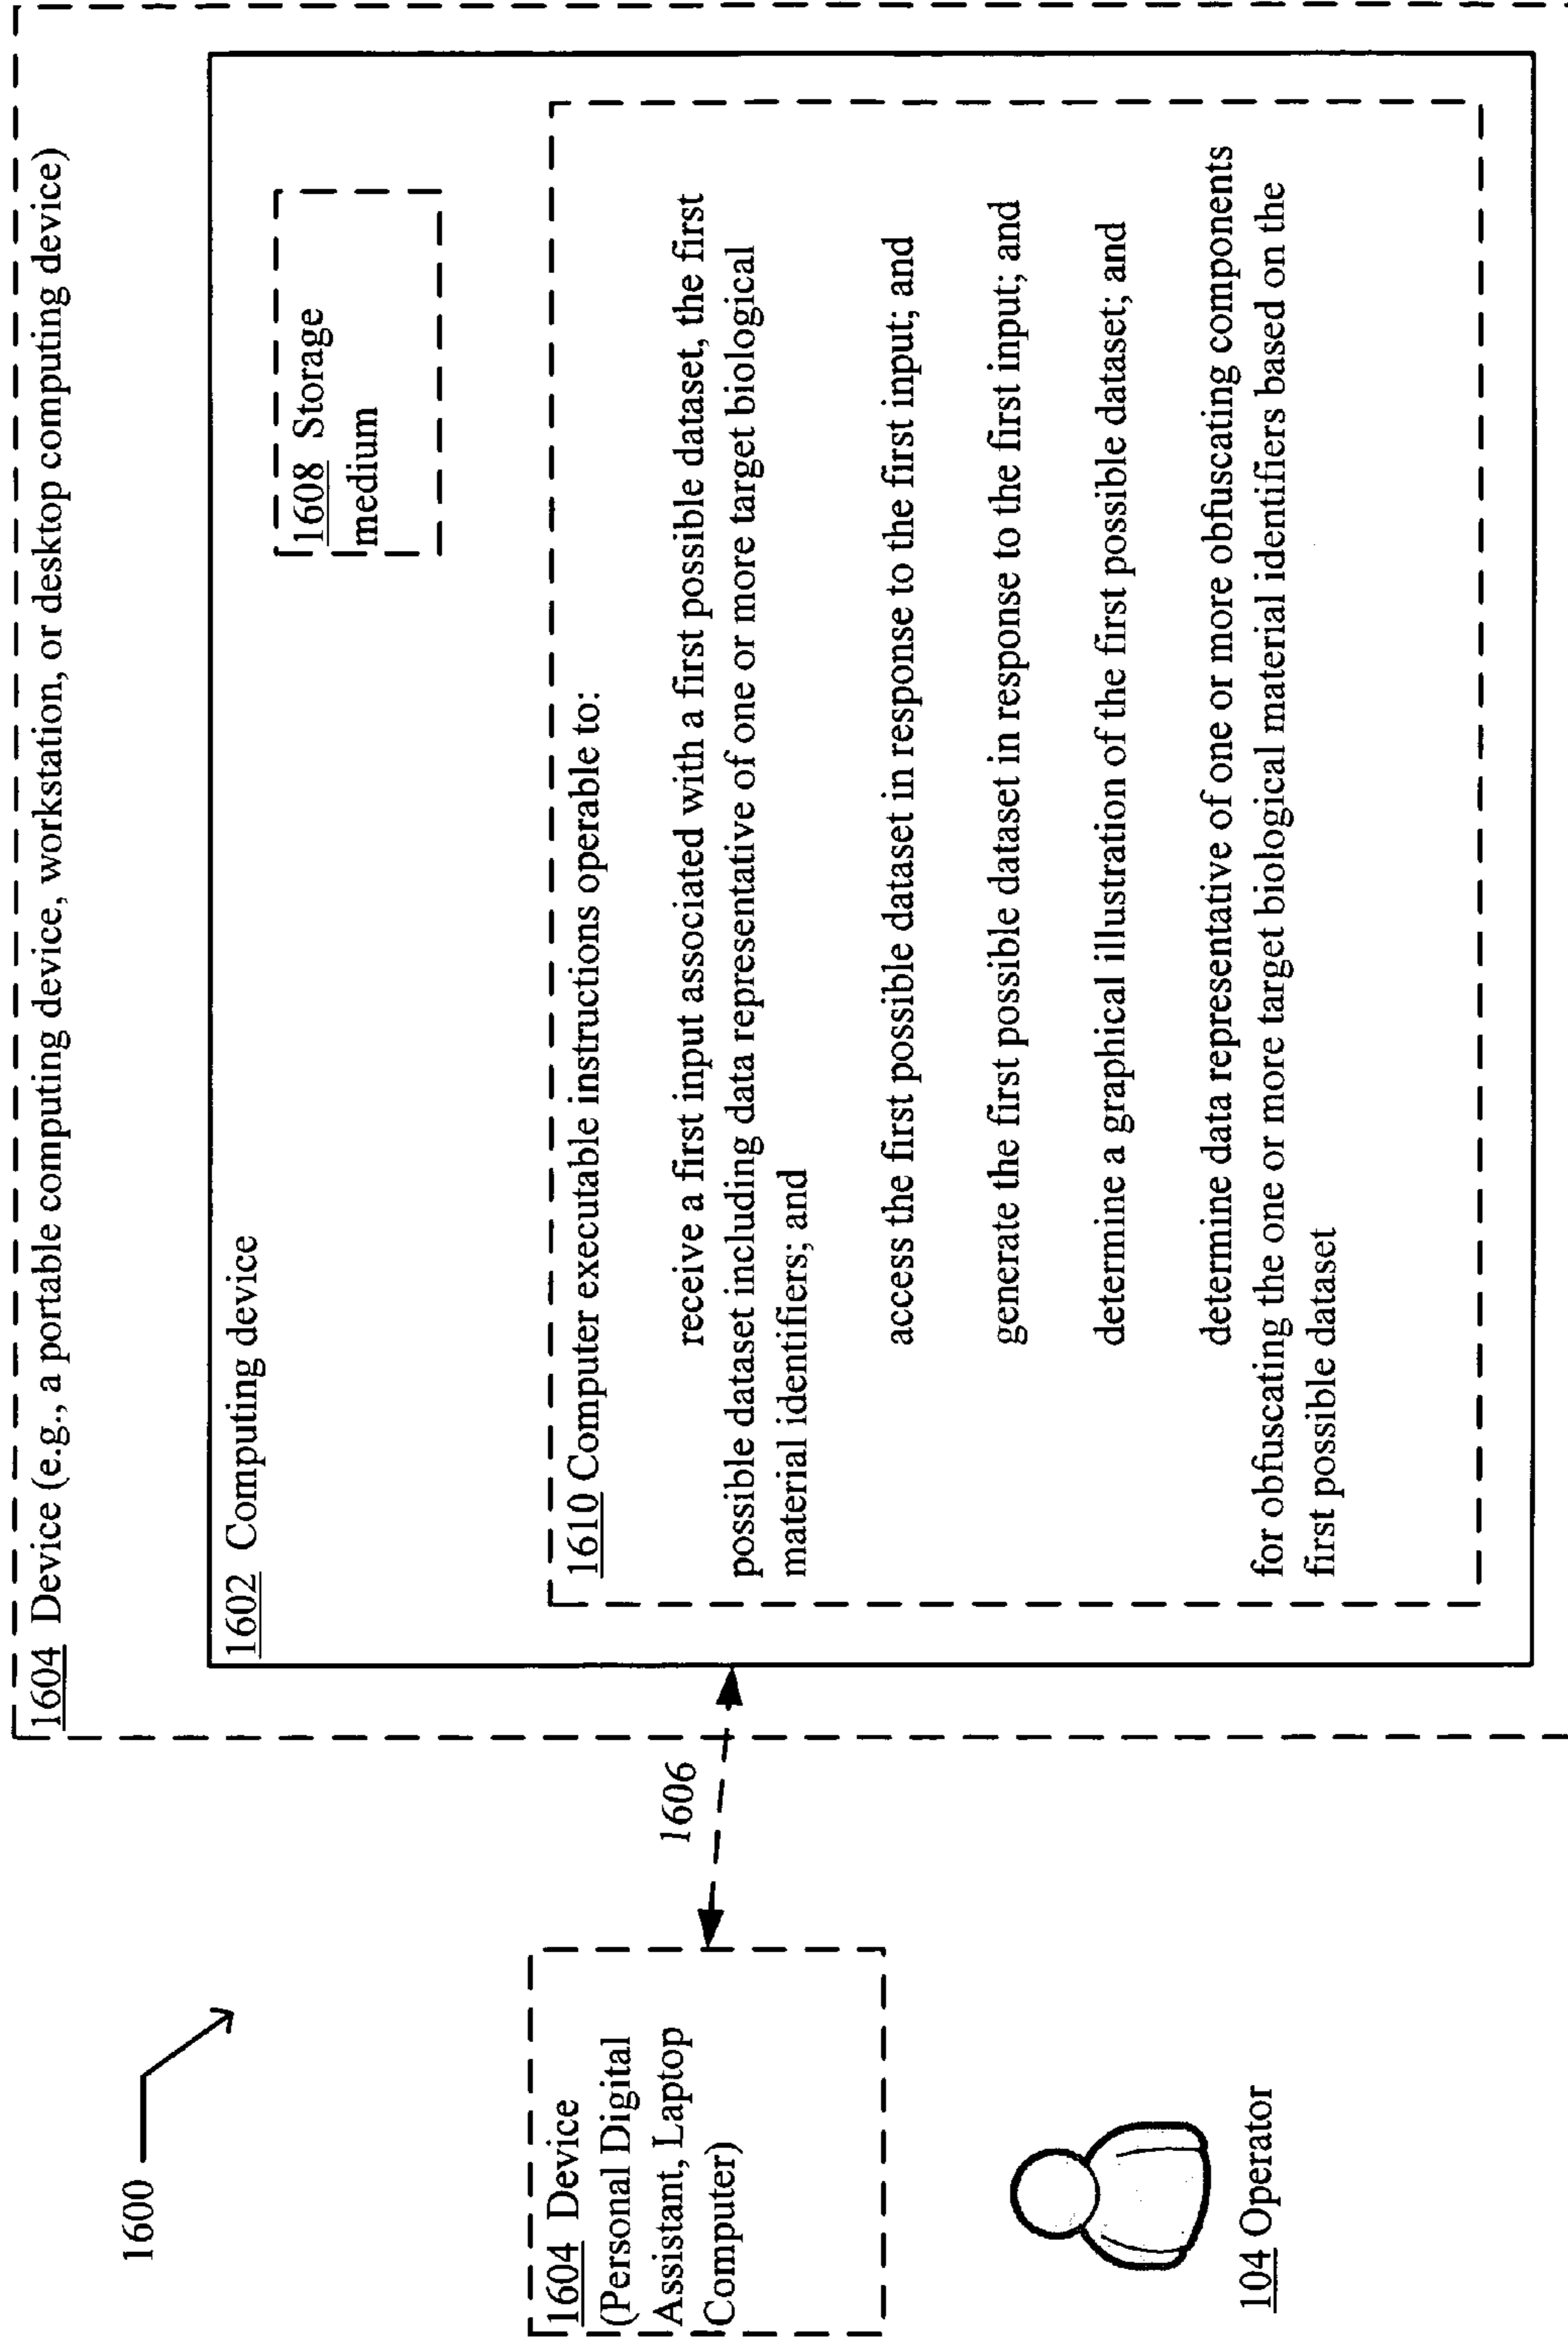 1600
1604 Device (e.g., a portable computing device, workstation, or desktop computing device)
1602 Computing device
1608 Storage
medium
1610 Computer executable instructions operable to:
receive a first input associated with a first possible dataset, the first
possible dataset including data representative of one or more target biological
material identifiers; and
access the first possible dataset in response to the first input; and
generate the first possible dataset in response to the first input; and
determine a graphical illustration of the first possible dataset; and
determine data representative of one or more obfuscating components
for obfuscating the one or more target biological material identifiers based on the
first possible dataset
1606
1604 Device
(Personal Digital
Assistant, Laptop
Computer)
104 Operator